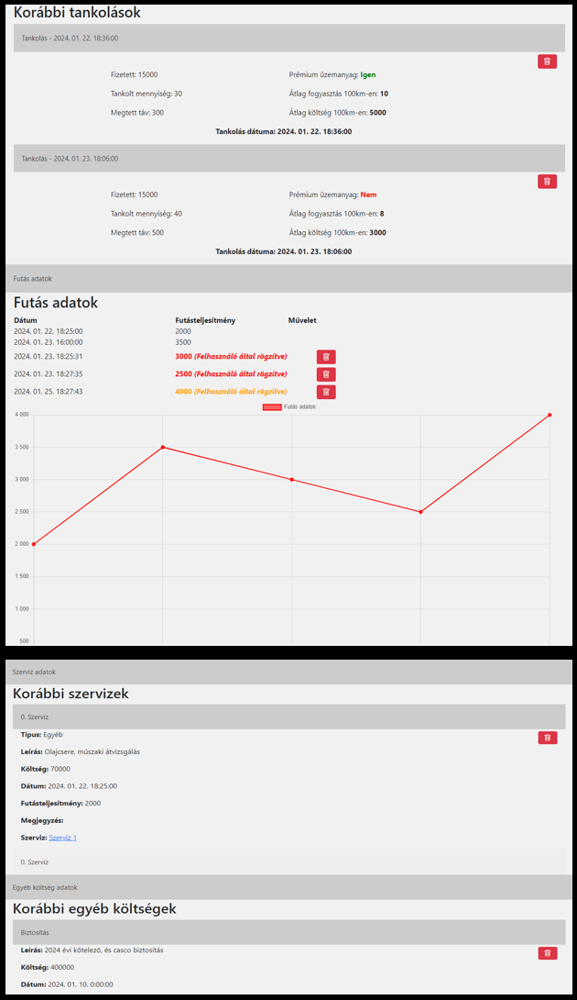 Korábbi tankolások
Tankolás - 2024. 01. 22. 18:36:00
Fizetett: 15000 Prémium üzemanyag: Igen
Tankolt mennyiség: 30 Átlag fogyasztás 100km-en: 10
Megtett táv: 300 Átlag költség 100km-en: 5000
Tankolás dátuma: 2024. 01. 22. 18:36:00
Tankolás - 2024. 01. 23. 18:06:00
Fizetett: 15000 Prémium üzemanyag: Nem
Tankolt mennyiség: 40 Átlag fogyasztás 100km-en: 8
Megtett táv: 500 Átlag költség 100km-en: 3000
Tankolás dátuma: 2024. 01. 23. 18:06:00
Futás adatok
Futás adatok
Dátum Futásteljesítmény Művelet
2024. 01. 22. 18:25:00 2000
2024. 01. 23. 16:00:00 3500
2024. 01. 23. 18:25:31 3000 (Felhasználó által rögzítve)
2024. 01. 23. 18:27:35 2500 (Felhasználó által rögzítve)
2024. 01. 25. 18:27:43 4000 (Felhasználó által rögzítve)
Futás adatok
4 000
3 500
3 000
2 500
2 000
1 500
1 000
500
Szerviz adatok
Korábbi szervizek
0. Szerviz
Típus: Egyéb
Leírás: Olajcsere, műszaki átvizsgálás
Költség: 70000
Dátum: 2024. 01. 22. 18:25:00
Futásteljesítmény: 2000
Megjegyzés:
Szerviz: Szerviz 1
0. Szerviz
Egyéb költség adatok
Korábbi egyéb költségek
Biztosítás
Leírás: 2024 évi kötelező, és casco biztosítás
Költség: 400000
Dátum: 2024. 01. 10. 0:00:00